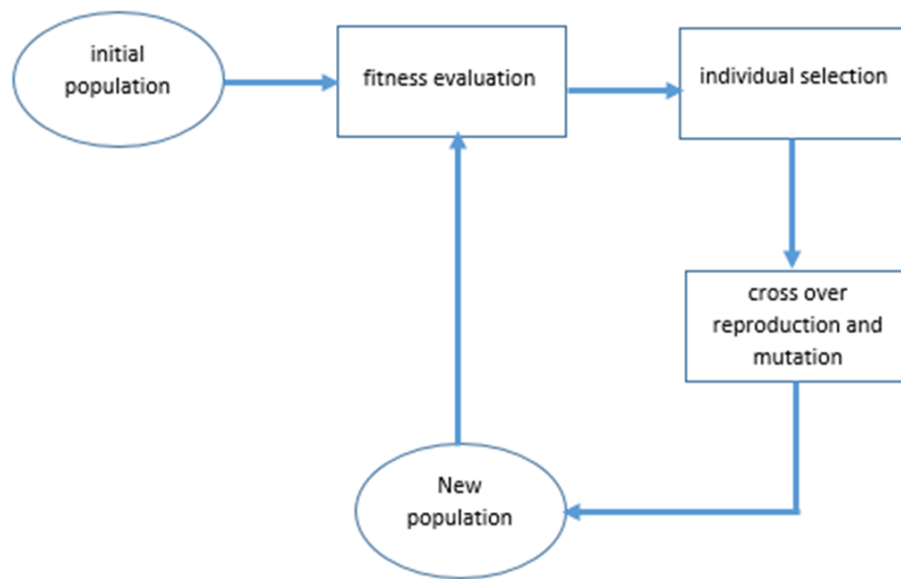 initial
population
fitness evaluation
individual selection
cross over
reproduction and
mutation
New
population